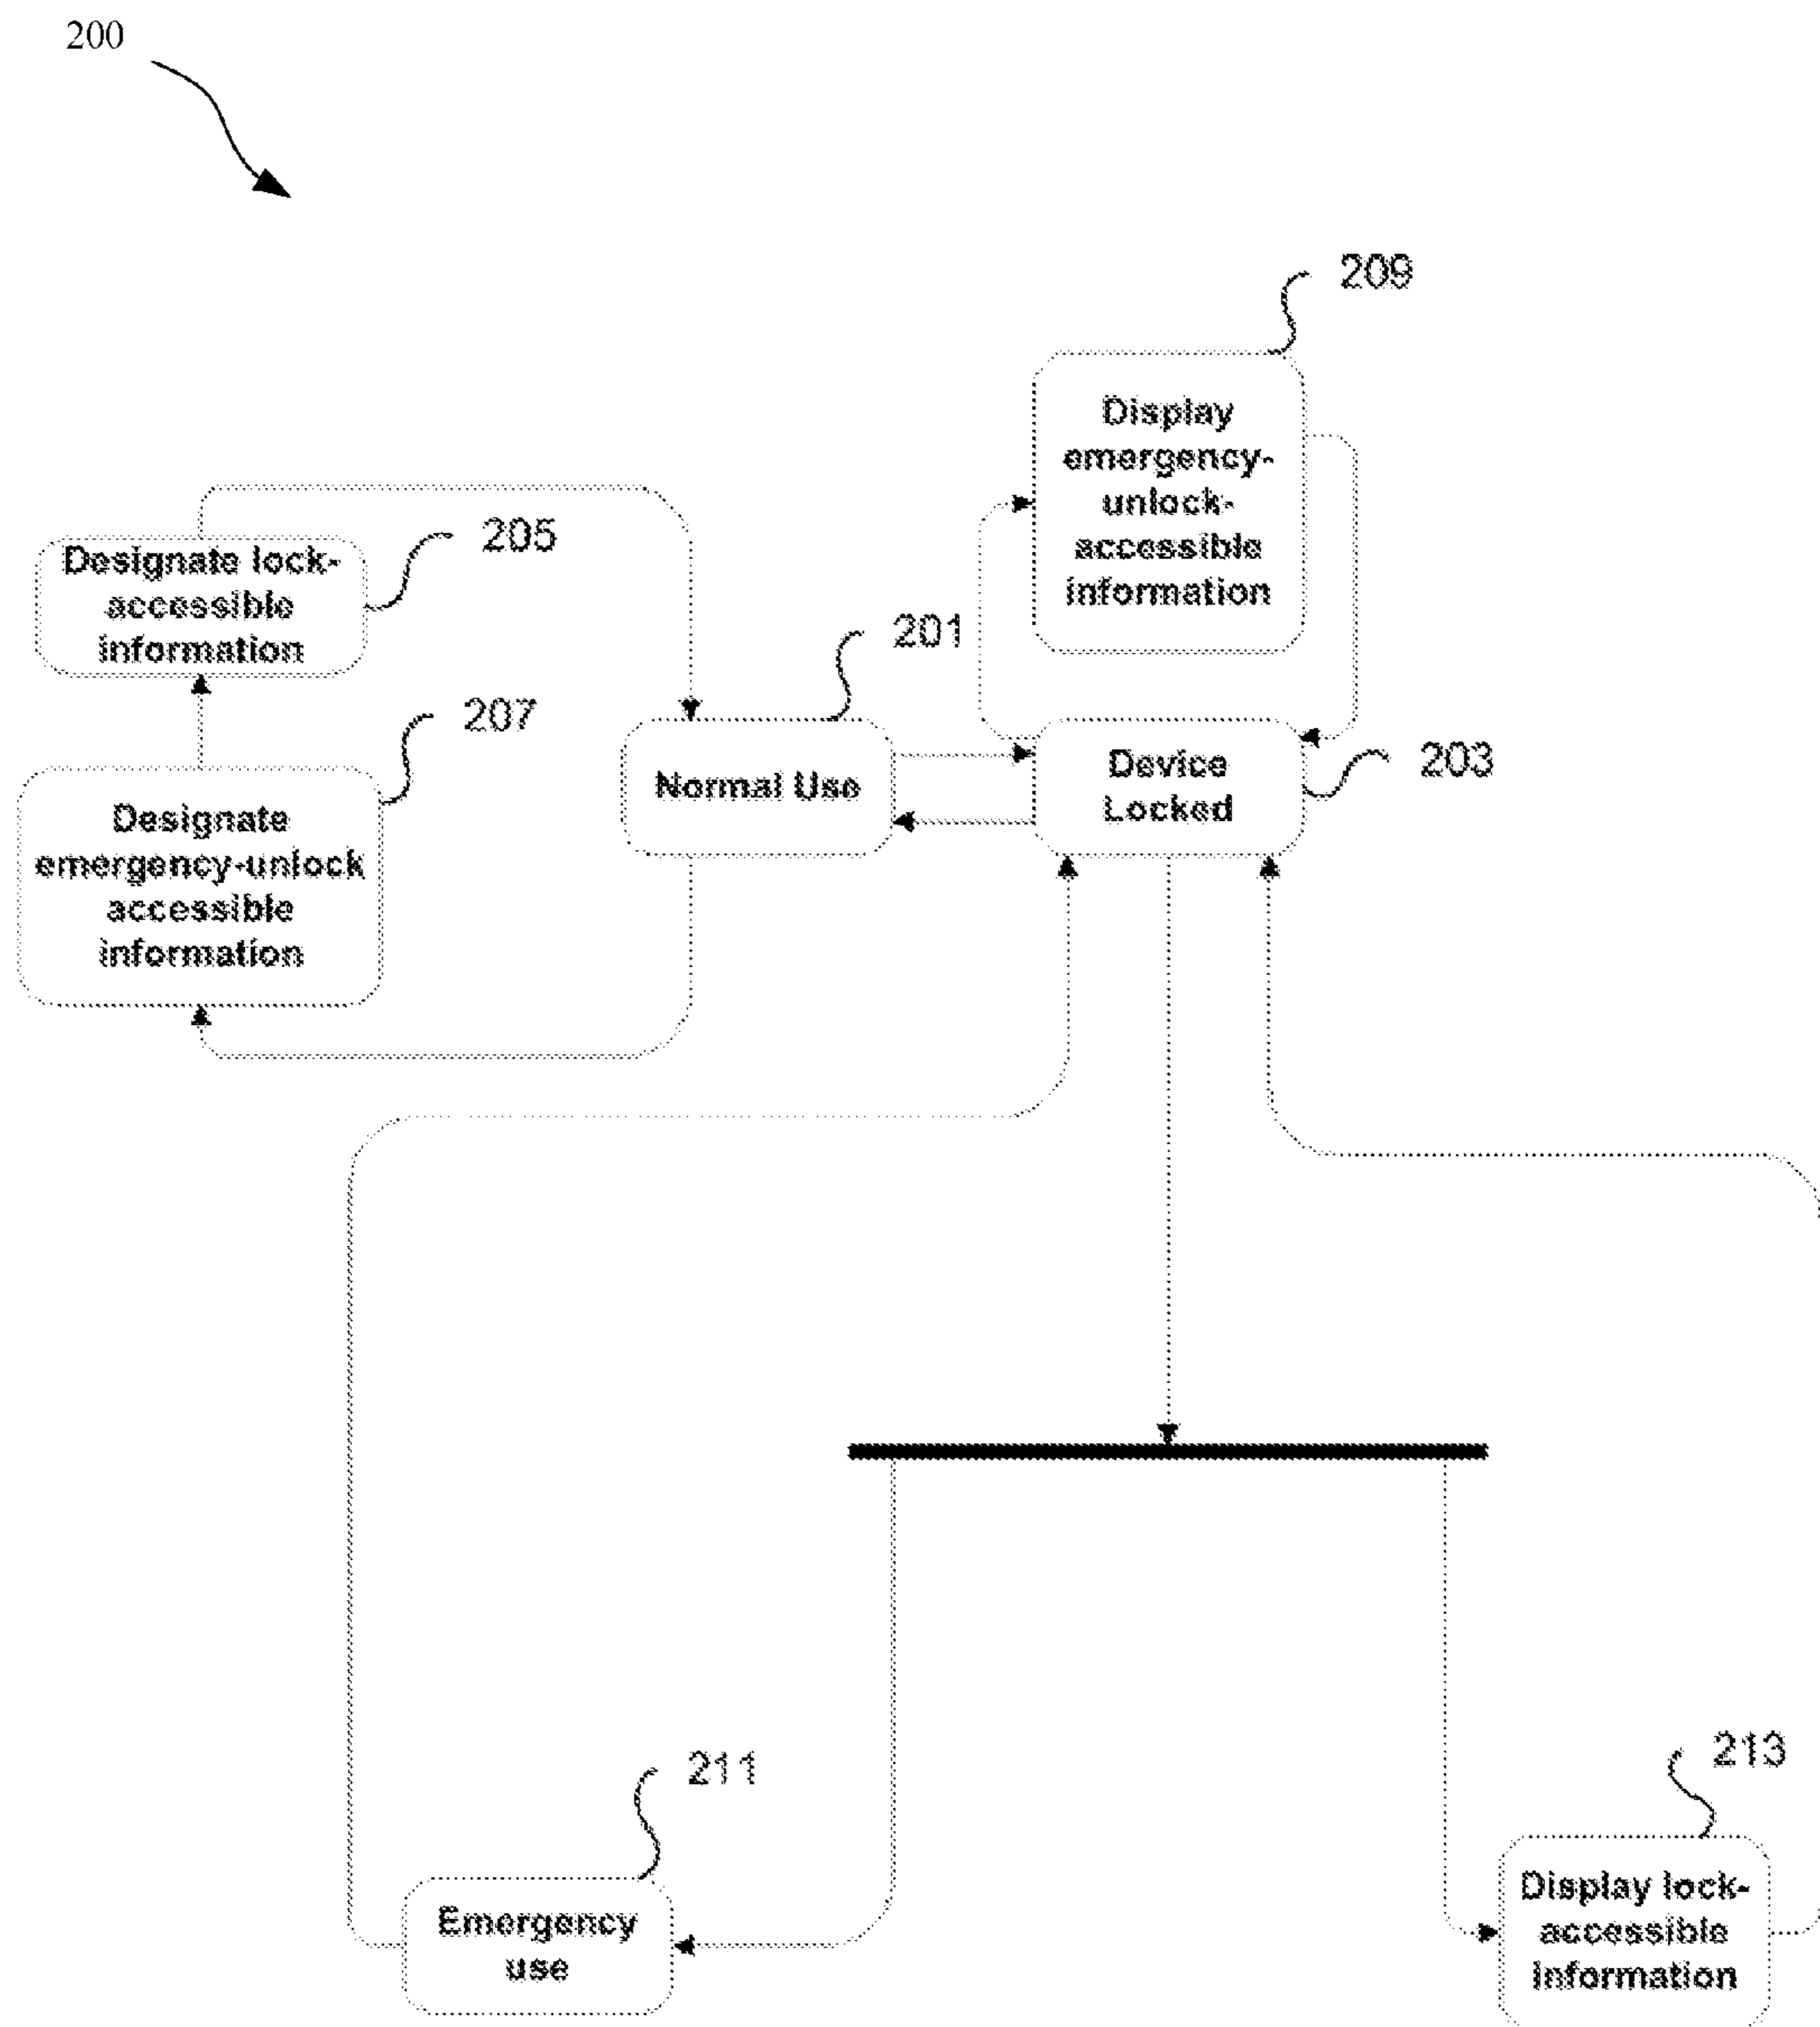 200
209
Display
emergency-
unlock-
accessible
information
205
Designate lock-
accessible
information
201
207
Normal Use
Device
Locked
203
Designate
emergency-unlock
accessible
information
211
213
Emergency
use
Display lock-
accessible
information